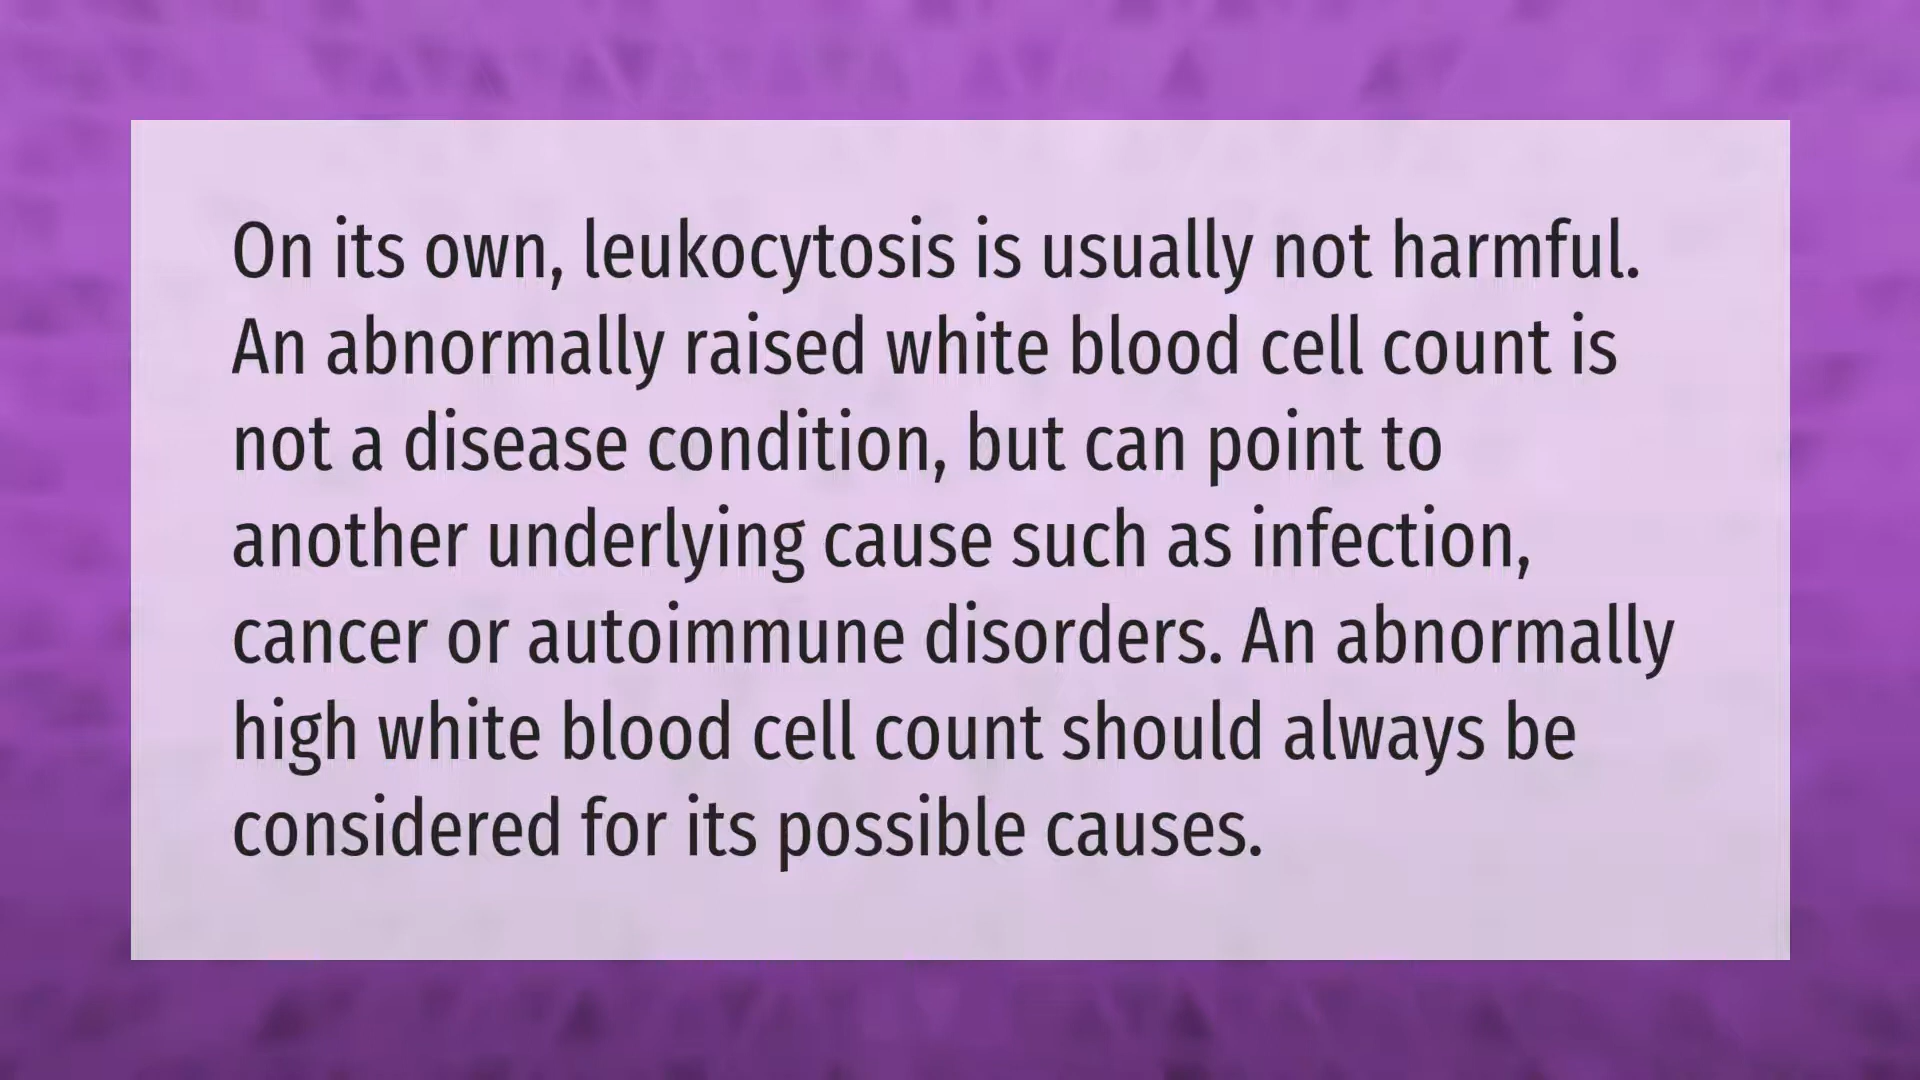 On its own, leukocytosis is usually not harmful.
An abnormally raised white blood cell count is
not a disease condition, but can point to
another underlying cause such as infection,
cancer or autoimmune disorders. An abnormally
high white blood cell count should always be
considered for its possible causes.